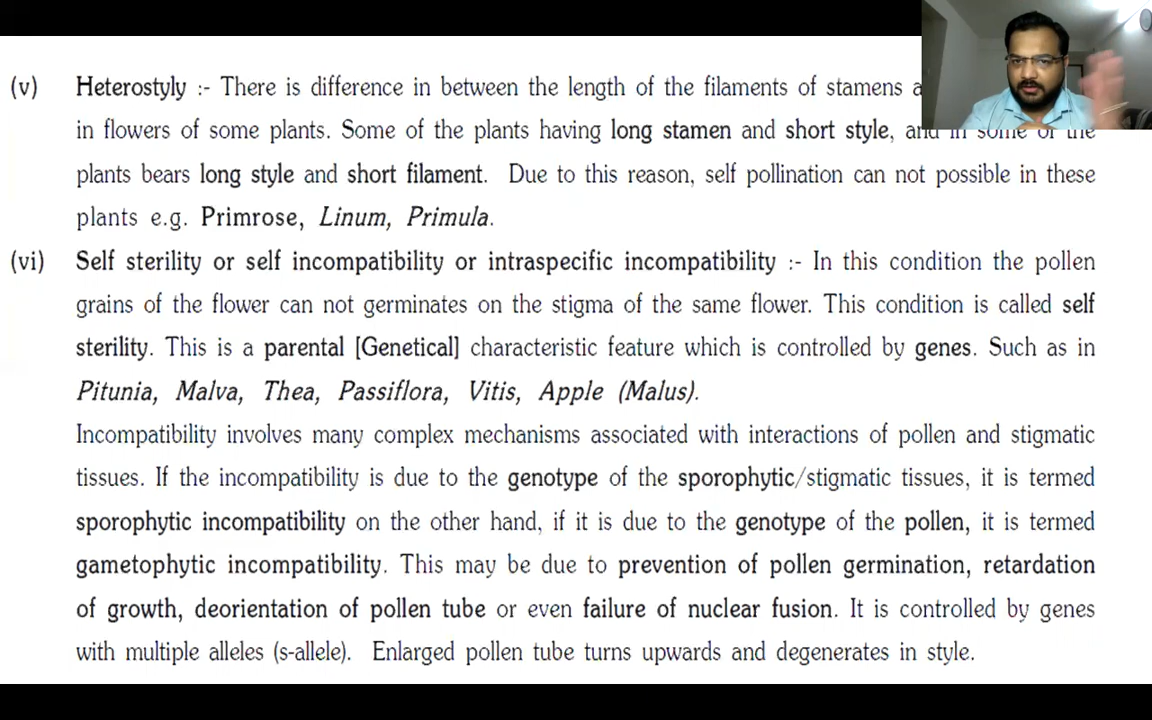 (v) Heterostyly :- There is difference in between the length of the filaments of stamens
in flowers of some plants. Some of the plants having long stamen and short style, and in some of the
plants bears long style and short filament. Due to this reason, self pollination can not possible in these
plants e.g. Primrose, Linum, Primula.
(vi) Self sterility or self incompatibility or intraspecific incompatibility :- In this condition the pollen
grains of the flower can not germinates on the stigma of the same flower. This condition is called self
sterility. This is a parental [Genetical] characteristic feature which is controlled by genes. Such as in
Pitunia, Malva, Thea, Passiflora, Vitis, Apple (Malus).
Incompatibility involves many complex mechanisms associated with interactions of pollen and stigmatic
tissues. If the incompatibility is due to the genotype of the sporophytic/stigmatic tissues, it is termed
sporophytic incompatibility on the other hand, if it is due to the genotype of the pollen, it is termed
gametophytic incompatibility. This may be due to prevention of pollen germination, retardation
of growth, deorientation of pollen tube or even failure of nuclear fusion. It is controlled by genes
with multiple alleles (s-allele). Enlarged pollen tube turns upwards and degenerates in style.